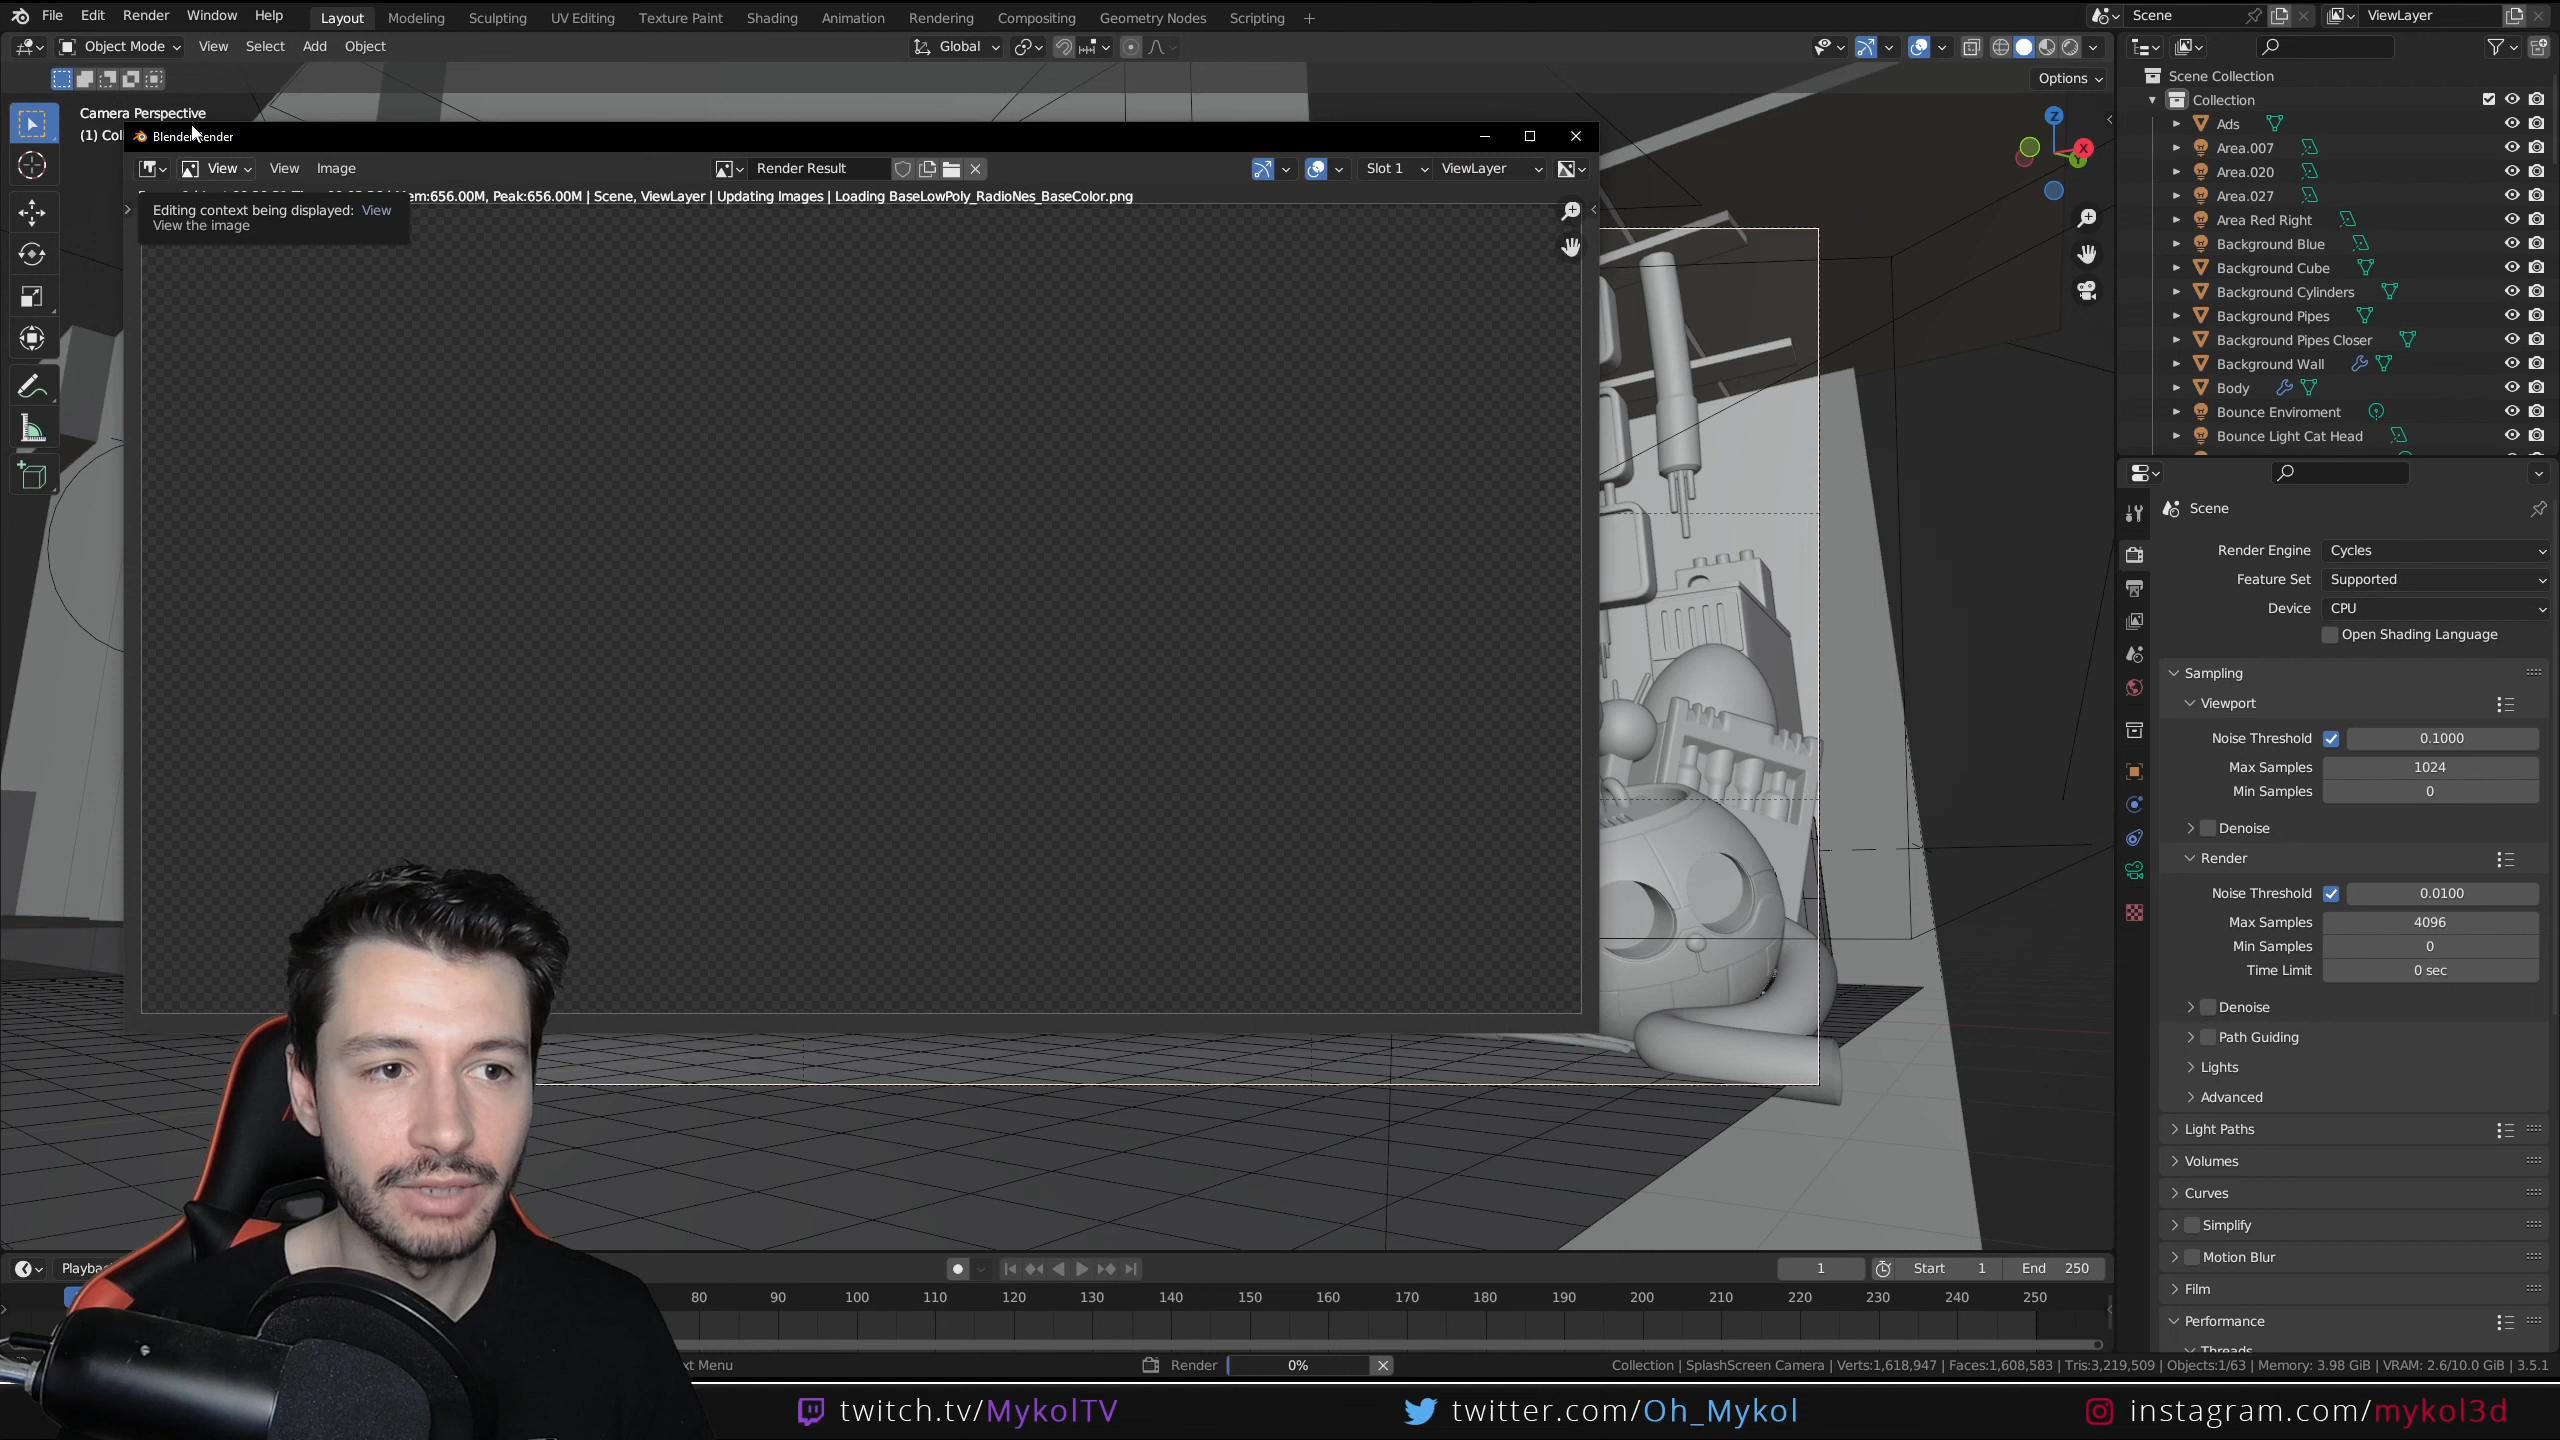 File Edit Render Window Help Layout Modeling Sculpting UV Editing Texture Paint Shading Animation Rendering Compositing Geometry Nodes Scripting Scene ViewLayer
Object Mode View Select Add Object Global
Options
Camera Perspective
(1) Col
Blender Render
View View Image Render Result Slot 1 ViewLayer
em:656.00M, Peak:656.00M | Scene, ViewLayer | Updating Images | Loading BaseLowPoly_RadioNes_BaseColor.png
Editing context being displayed: View
View the image
Z
X
Y
Scene Collection
Collection
Ads
Area.007
Area.020
Area.027
Area Red Right
Background Blue
Background Cube
Background Cylinders
Background Pipes
Background Pipes Closer
Background Wall
Body
Bounce Enviroment
Bounce Light Cat Head
Scene
Render Engine Cycles
Feature Set Supported
Device CPU
Open Shading Language
Sampling
Viewport
Noise Threshold 0.1000
Max Samples 1024
Min Samples 0
Denoise
Render
Noise Threshold 0.0100
Max Samples 4096
Min Samples 0
Time Limit 0 sec
Denoise
Path Guiding
Lights
Advanced
Light Paths
Volumes
Curves
Simplify
Motion Blur
Film
Performance
Threads
Playbac 1 Start 1 End 250
80 90 100 110 120 130 140 150 160 170 180 190 200 210 220 230 240 250
xt Menu Render 0% Collection | SplashScreen Camera | Verts:1,618,947 | Faces:1,608,583 | Tris:3,219,509 | Objects:1/63 | Memory: 3.98 GiB | VRAM: 2.6/10.0 GiB | 3.5.1
twitch.tv/MykolTV twitter.com/Oh_Mykol instagram.com/mykol3d